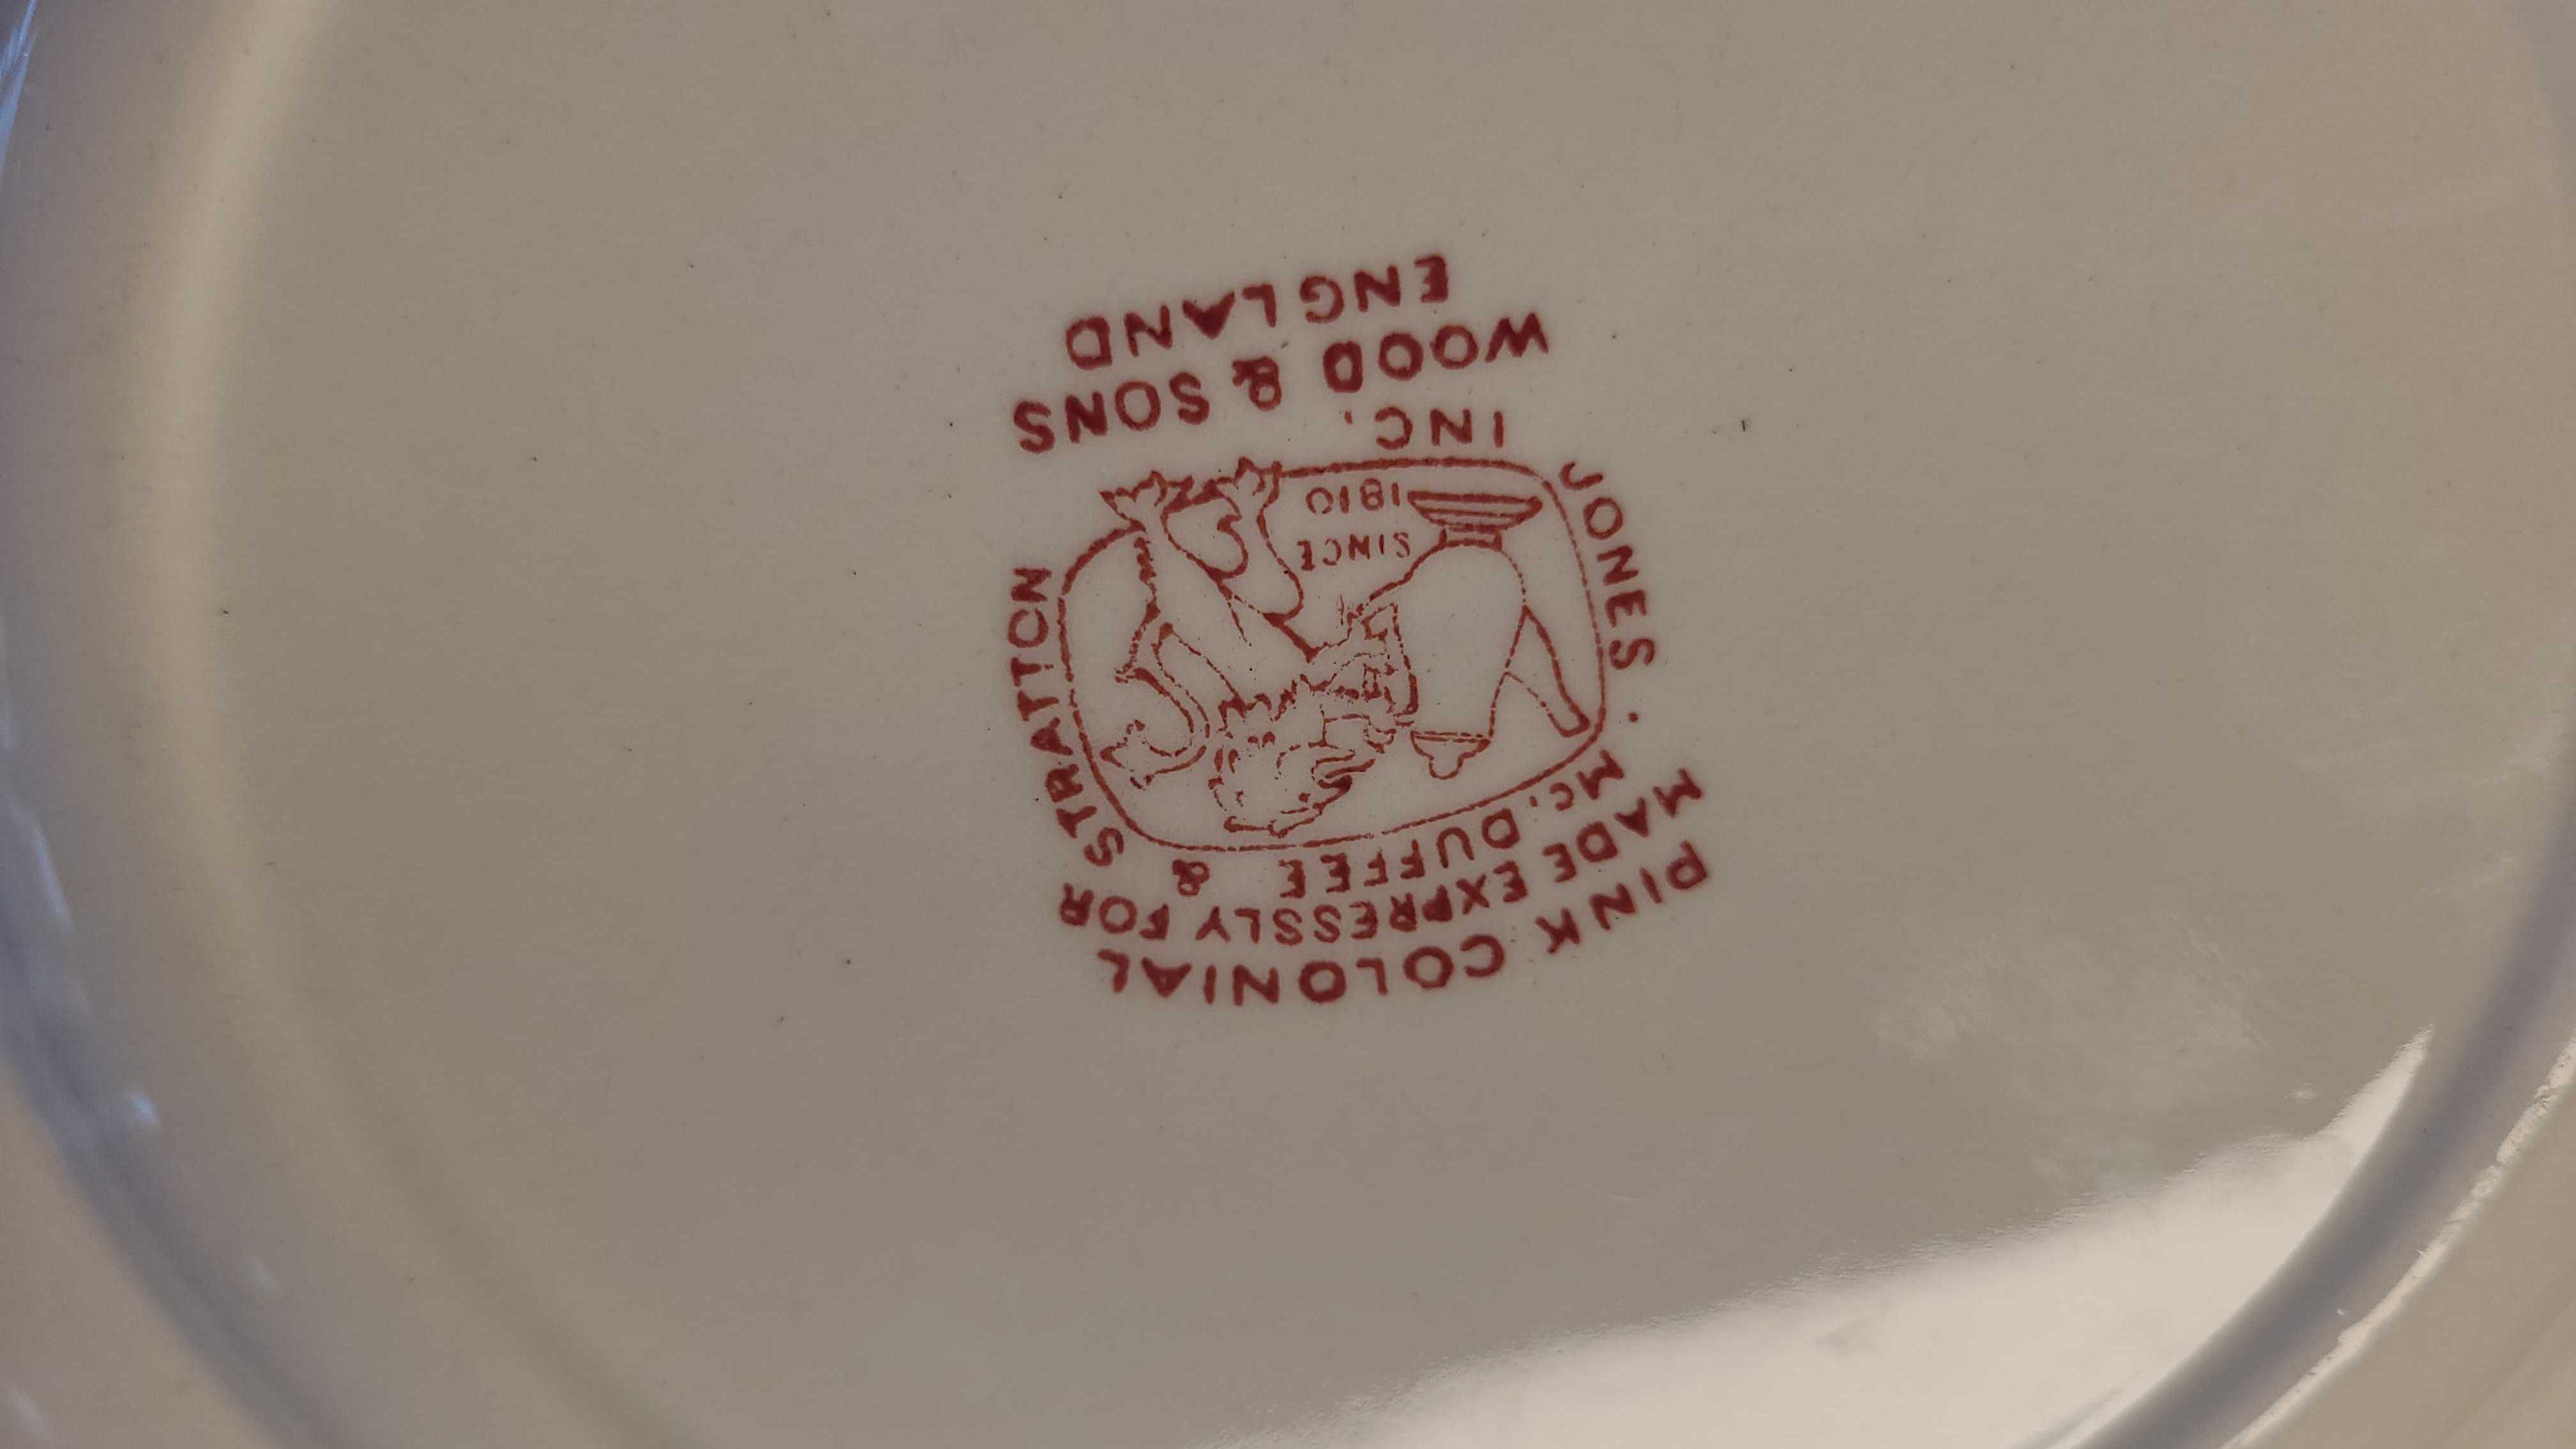 PINK COLONIAL
MADE EXPRESSLY FOR
JONES. Mc. DUFFEE & STRATTON
SINCE
1810
INC.
WOOD & SONS
ENGLAND